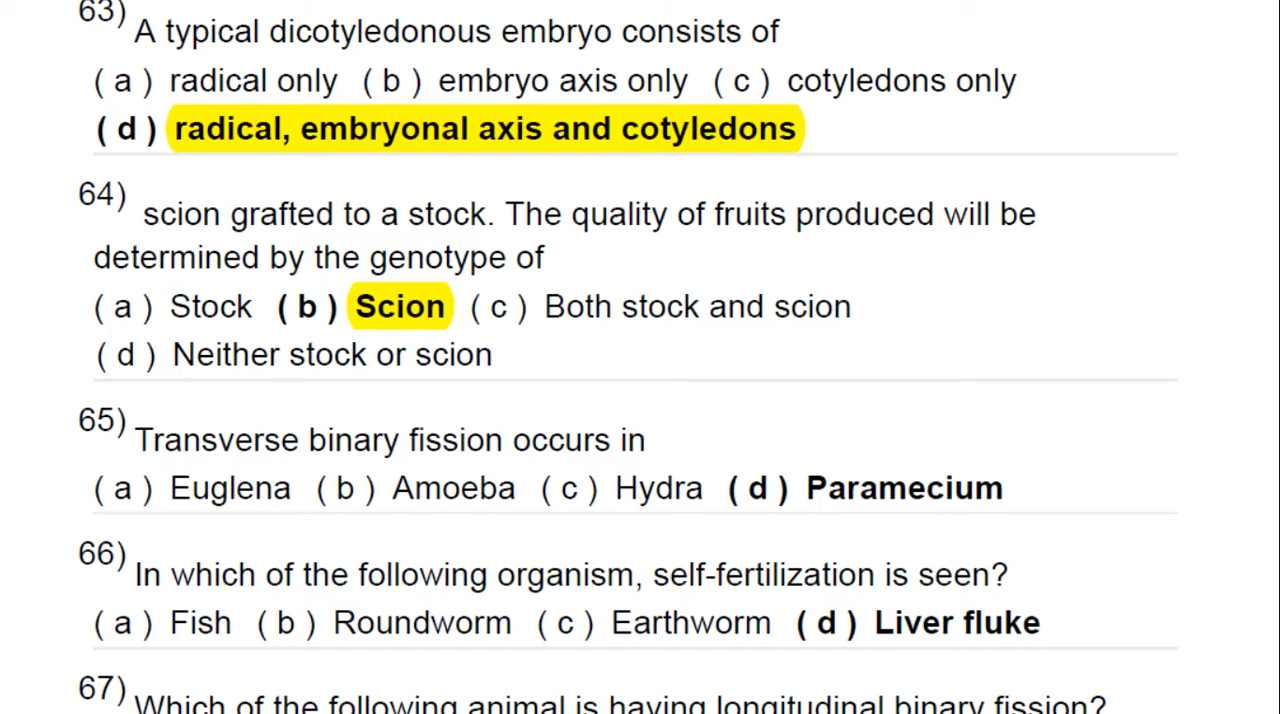 63)
A typical dicotyledonous embryo consists of
( a ) radical only ( b ) embryo axis only ( c ) cotyledons only
( d ) radical, embryonal axis and cotyledons
64)
scion grafted to a stock. The quality of fruits produced will be
determined by the genotype of
( a ) Stock ( b ) Scion ( c ) Both stock and scion
( d ) Neither stock or scion
65)
Transverse binary fission occurs in
( a ) Euglena ( b ) Amoeba ( c ) Hydra ( d ) Paramecium
66)
In which of the following organism, self-fertilization is seen?
( a ) Fish ( b ) Roundworm ( c ) Earthworm ( d ) Liver fluke
67)
Which of the following animal is having longitudinal binary fission?